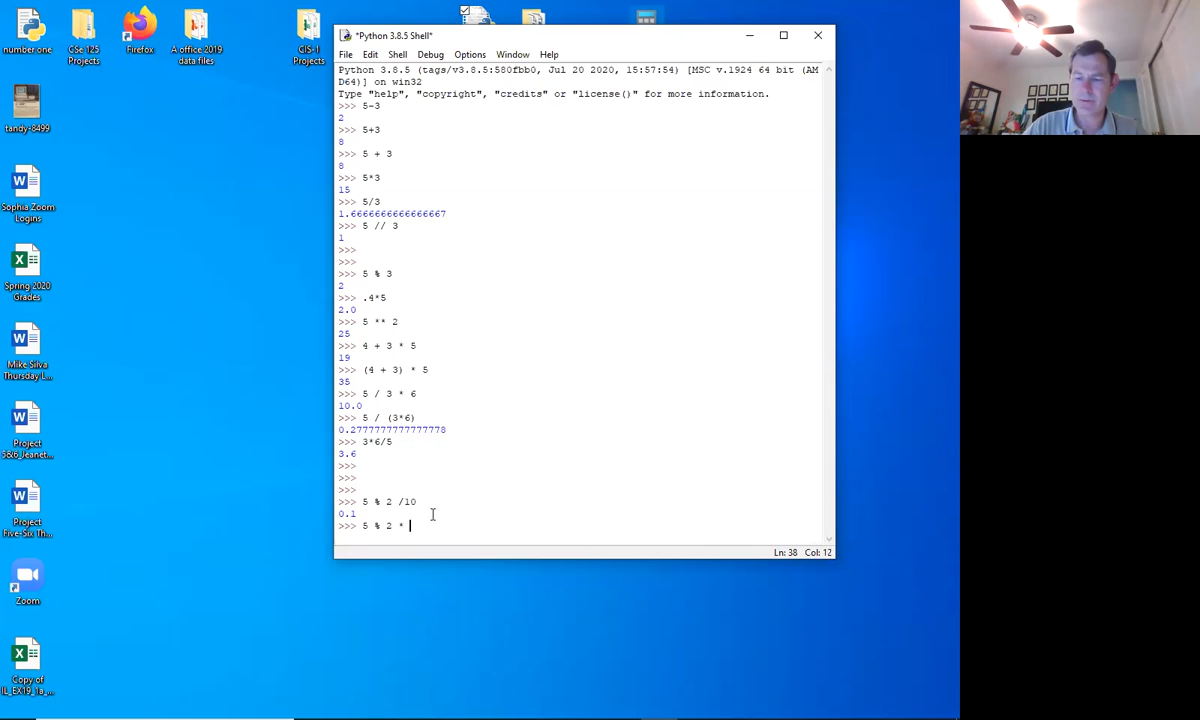 number.one
CSe 125
Projects
Firefox
A office 2019
data files
GIS-1
Projects
tandy-8499
Sophia Zoom
Logins
Spring 2020
Grades
Mike Silva
Thursday L...
Project
5&6_Jeanet...
Project
Five-Six Th...
Zoom
Copy of
IL_EX19_1a_...
*Python 3.8.5 Shell*
File Edit Shell Debug Options Window Help
Python 3.8.5 (tags/v3.8.5:580fbb0, Jul 20 2020, 15:57:54) [MSC v.1924 64 bit (AM
D64)] on win32
Type "help", "copyright", "credits" or "license()" for more information.
>>> 5-3
2
>>> 5+3
8
>>> 5 + 3
8
>>> 5*3
15
>>> 5/3
1.6666666666666667
>>> 5 // 3
1
>>>
>>>
>>> 5 % 3
2
>>> .4*5
2.0
>>> 5 ** 2
25
>>> 4 + 3 * 5
19
>>> (4 + 3) * 5
35
>>> 5 / 3 * 6
10.0
>>> 5 / (3*6)
0.2777777777777778
>>> 3*6/5
3.6
>>>
>>>
>>>
>>> 5 % 2 /10
0.1
>>> 5 % 2 *
Ln: 38 Col: 12